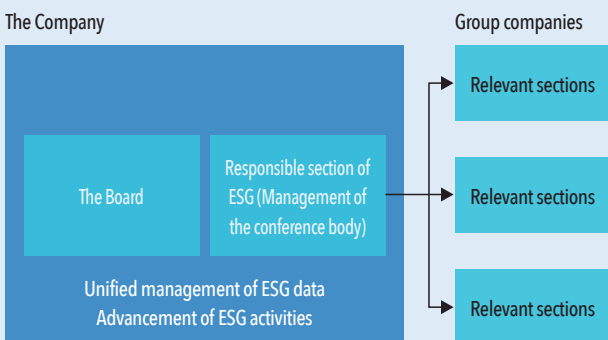 The Company
Group companies
Relevant sections
The Board
Responsible section of
ESG (Management of
the conference body)
Relevant sections
Unified management of ESG data
Advancement of ESG activities
Relevant sections